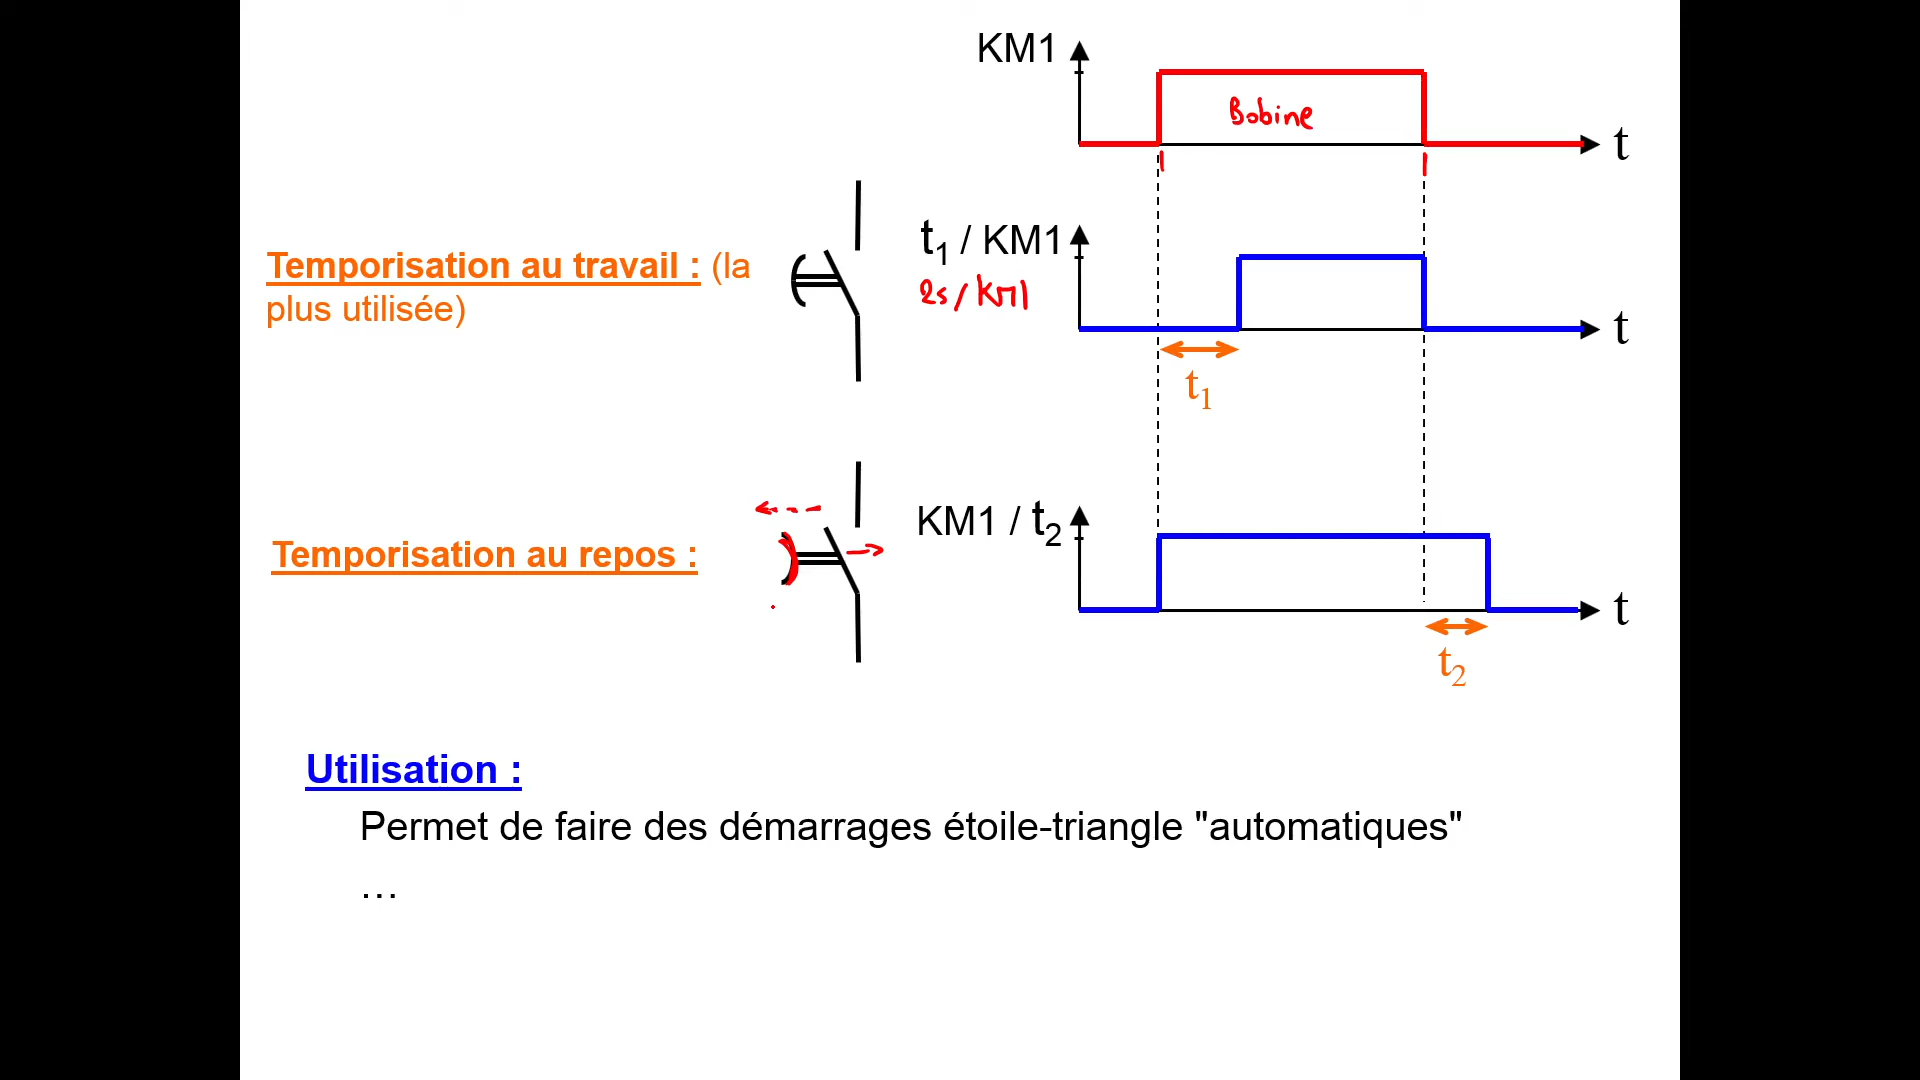 KM1
Bobine
t
Temporisation au travail : (la
plus utilisée)
t1 / KM1
2s / KM1
t
t1
Temporisation au repos :
KM1 / t2
t
t2
Utilisation :
Permet de faire des démarrages étoile-triangle "automatiques"
…